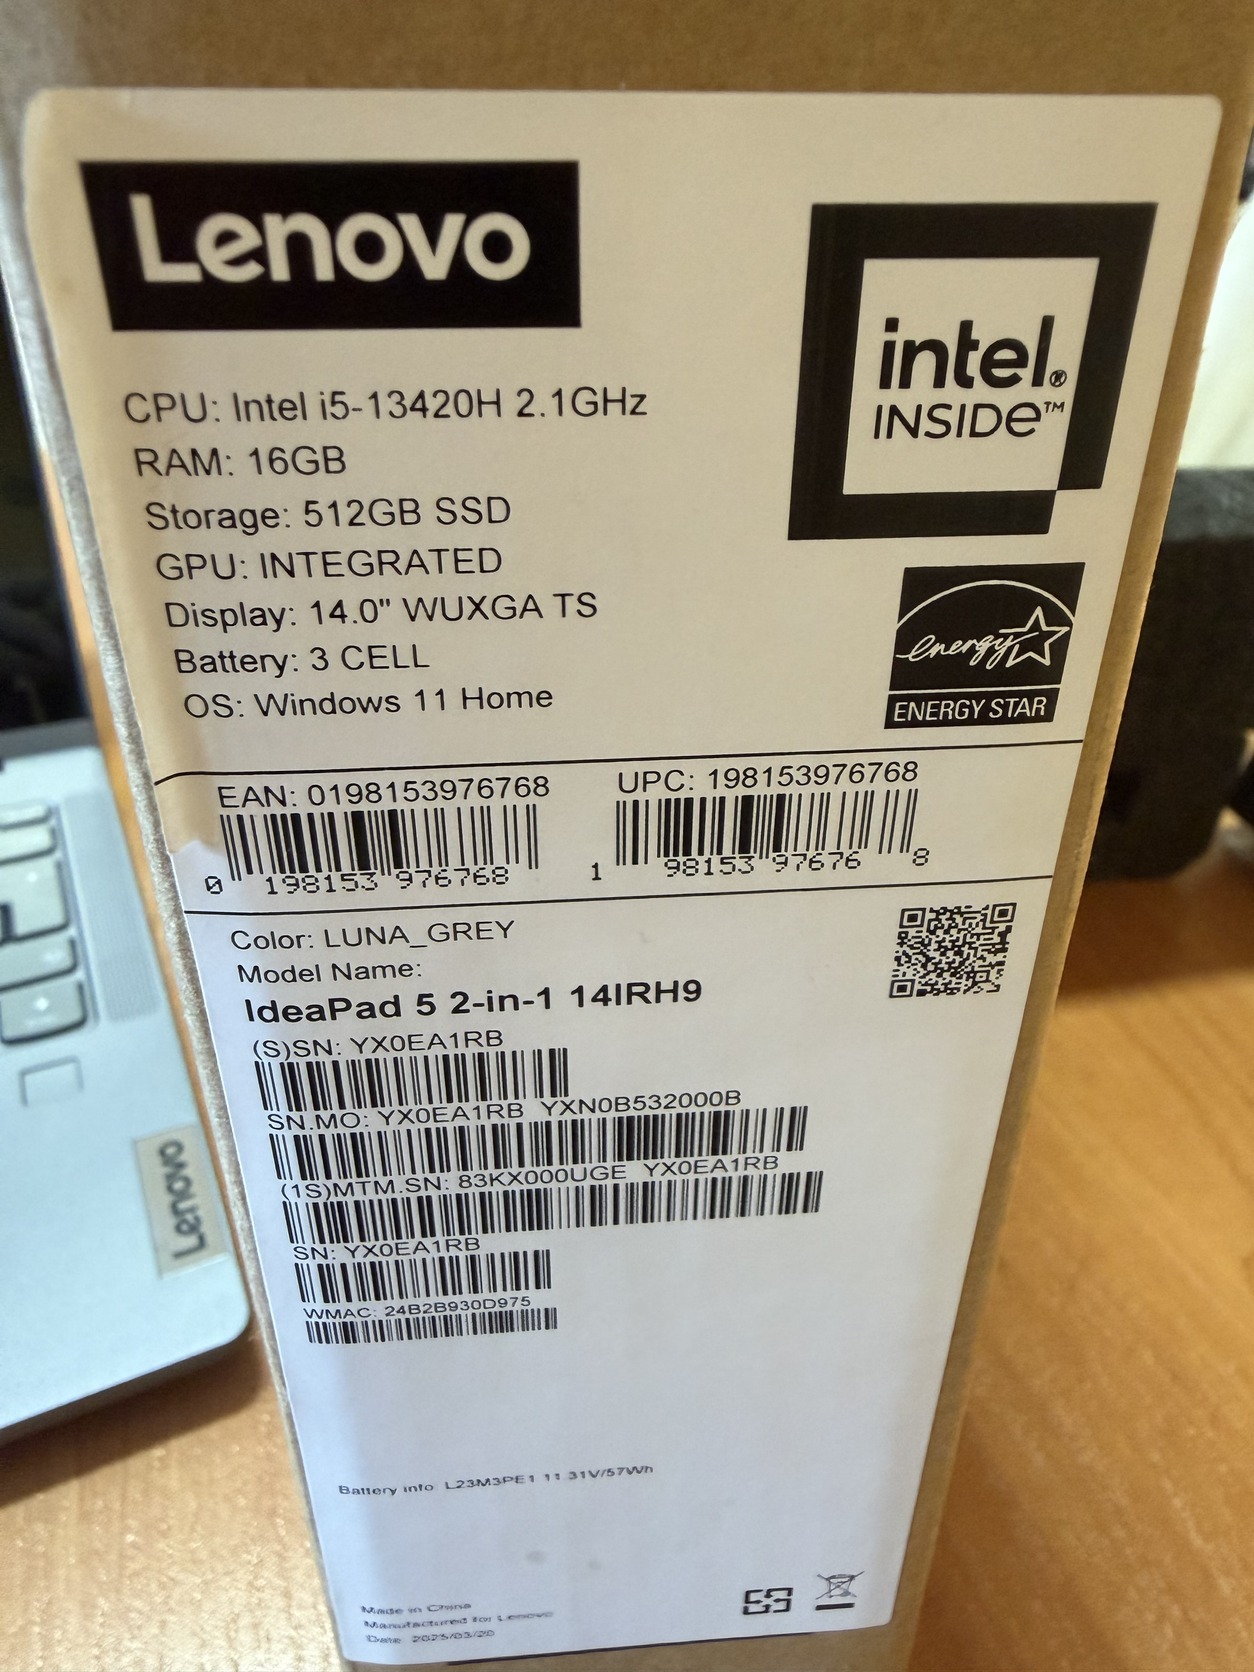 Lenovo
intel®
INSIDe™
CPU: Intel i5-13420H 2.1GHz
RAM: 16GB
Storage: 512GB SSD
GPU: INTEGRATED
Display: 14.0" WUXGA TS
Battery: 3 CELL
OS: Windows 11 Home
energy
ENERGY STAR
EAN: 0198153976768
0 198153 976768
UPC: 198153976768
1 98153 97676 8
Color: LUNA_GREY
Model Name:
IdeaPad 5 2-in-1 14IRH9
(S)SN: YX0EA1RB
SN.MO: YX0EA1RB YXN0B532000B
(1S)MTM.SN: 83KX000UGE YX0EA1RB
SN: YX0EA1RB
WMAC: 24B2B930D975
Battery info: L23M3PE1 11.31V/57Wh
Made in China
Manufactured for Lenovo
Date: 2025/03/20
Lenovo